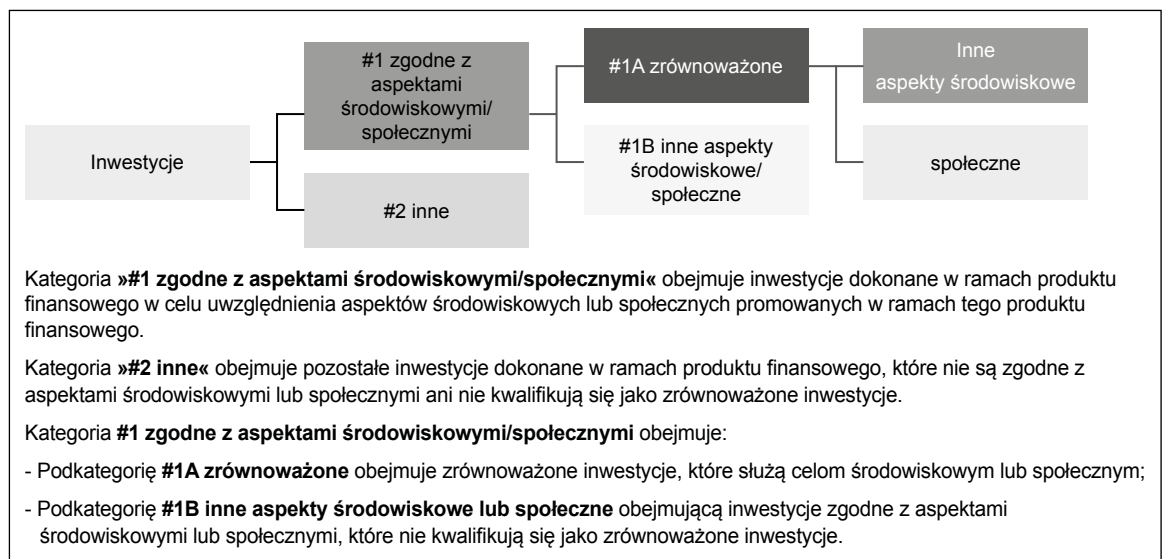 #1 zgodne z
aspektami
środowiskowymi/
społecznymi
#1A zrównoważone
Inne
aspekty środowiskowe
Inwestycje
#1B inne aspekty
środowiskowe/
społeczne
społeczne
#2 inne
Kategoria »#1 zgodne z aspektami środowiskowymi/społecznymi« obejmuje inwestycje dokonane w ramach produktu
finansowego w celu uwzględnienia aspektów środowiskowych lub społecznych promowanych w ramach tego produktu
finansowego.
Kategoria »#2 inne« obejmuje pozostałe inwestycje dokonane w ramach produktu finansowego, które nie są zgodne z
aspektami środowiskowymi lub społecznymi ani nie kwalifikują się jako zrównoważone inwestycje.
Kategoria #1 zgodne z aspektami środowiskowymi/społecznymi obejmuje:
- Podkategorię #1A zrównoważone obejmuje zrównoważone inwestycje, które służą celom środowiskowym lub społecznym;
- Podkategorię #1B inne aspekty środowiskowe lub społeczne obejmującą inwestycje zgodne z aspektami
środowiskowymi lub społecznymi, które nie kwalifikują się jako zrównoważone inwestycje.